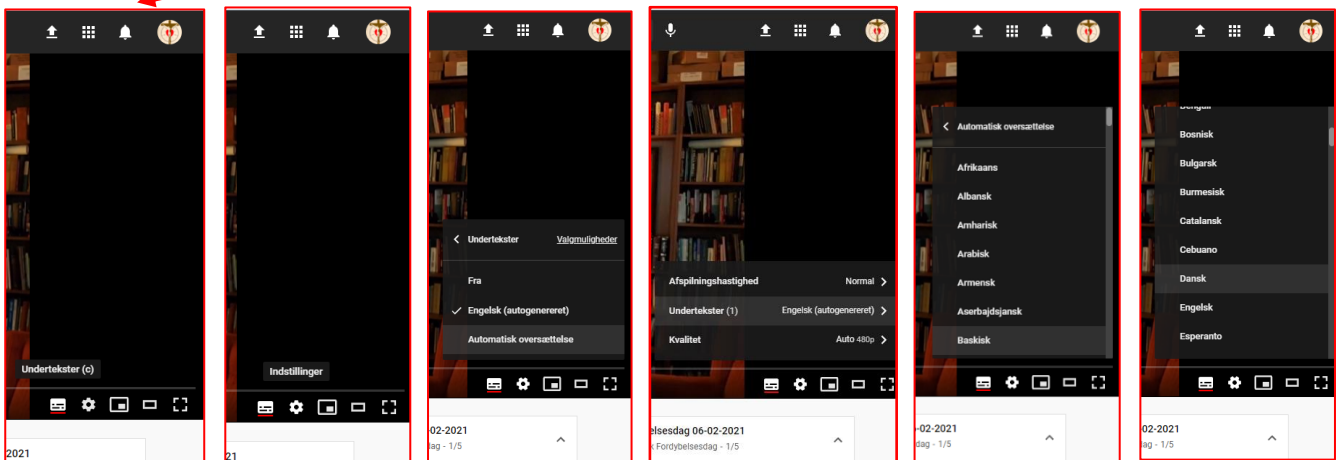 Undertekster (c)
2021
Indstillinger
21
Undertekster Valgmuligheder
Fra
Engelsk (autogenereret)
Automatisk oversættelse
-02-2021
dag - 1/5
Afspilningshastighed Normal
Undertekster (1) Engelsk (autogenereret)
Kvalitet Auto 480p
elsesdag 06-02-2021
Fordybelsesdag - 1/5
Automatisk oversættelse
Afrikaans
Albansk
Amharisk
Arabisk
Armensk
Aserbajdsjansk
Baskisk
-02-2021
dag - 1/5
Bengali
Bosnisk
Bulgarsk
Burmesisk
Catalansk
Cebuano
Dansk
Engelsk
Esperanto
02-2021
ag - 1/5